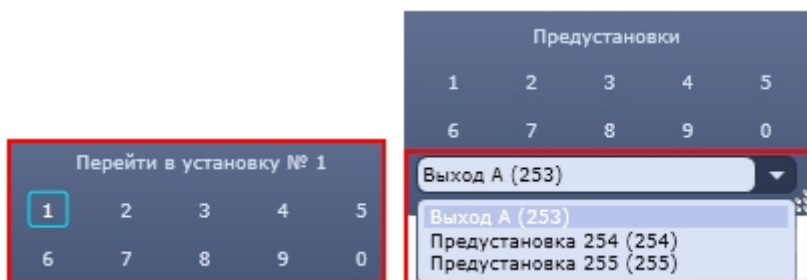 Перейти в установку № 1
1 2 3 4 5
6 7 8 9 0
Предустановки
1 2 3 4 5
6 7 8 9 0
Выход А (253)
Выход А (253)
Предустановка 254 (254)
Предустановка 255 (255)